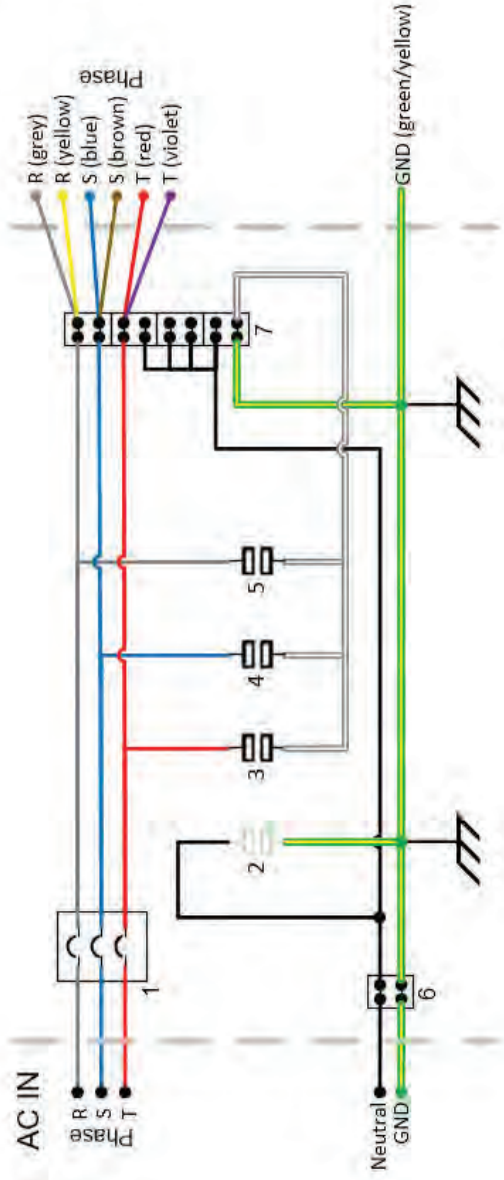 AC IN
Phase
R
S
T
Neutral
GND
1
2
3
4
5
6
7
Phase
R (grey)
R (yellow)
S (blue)
S (brown)
T (red)
T (violet)
GND (green/yellow)